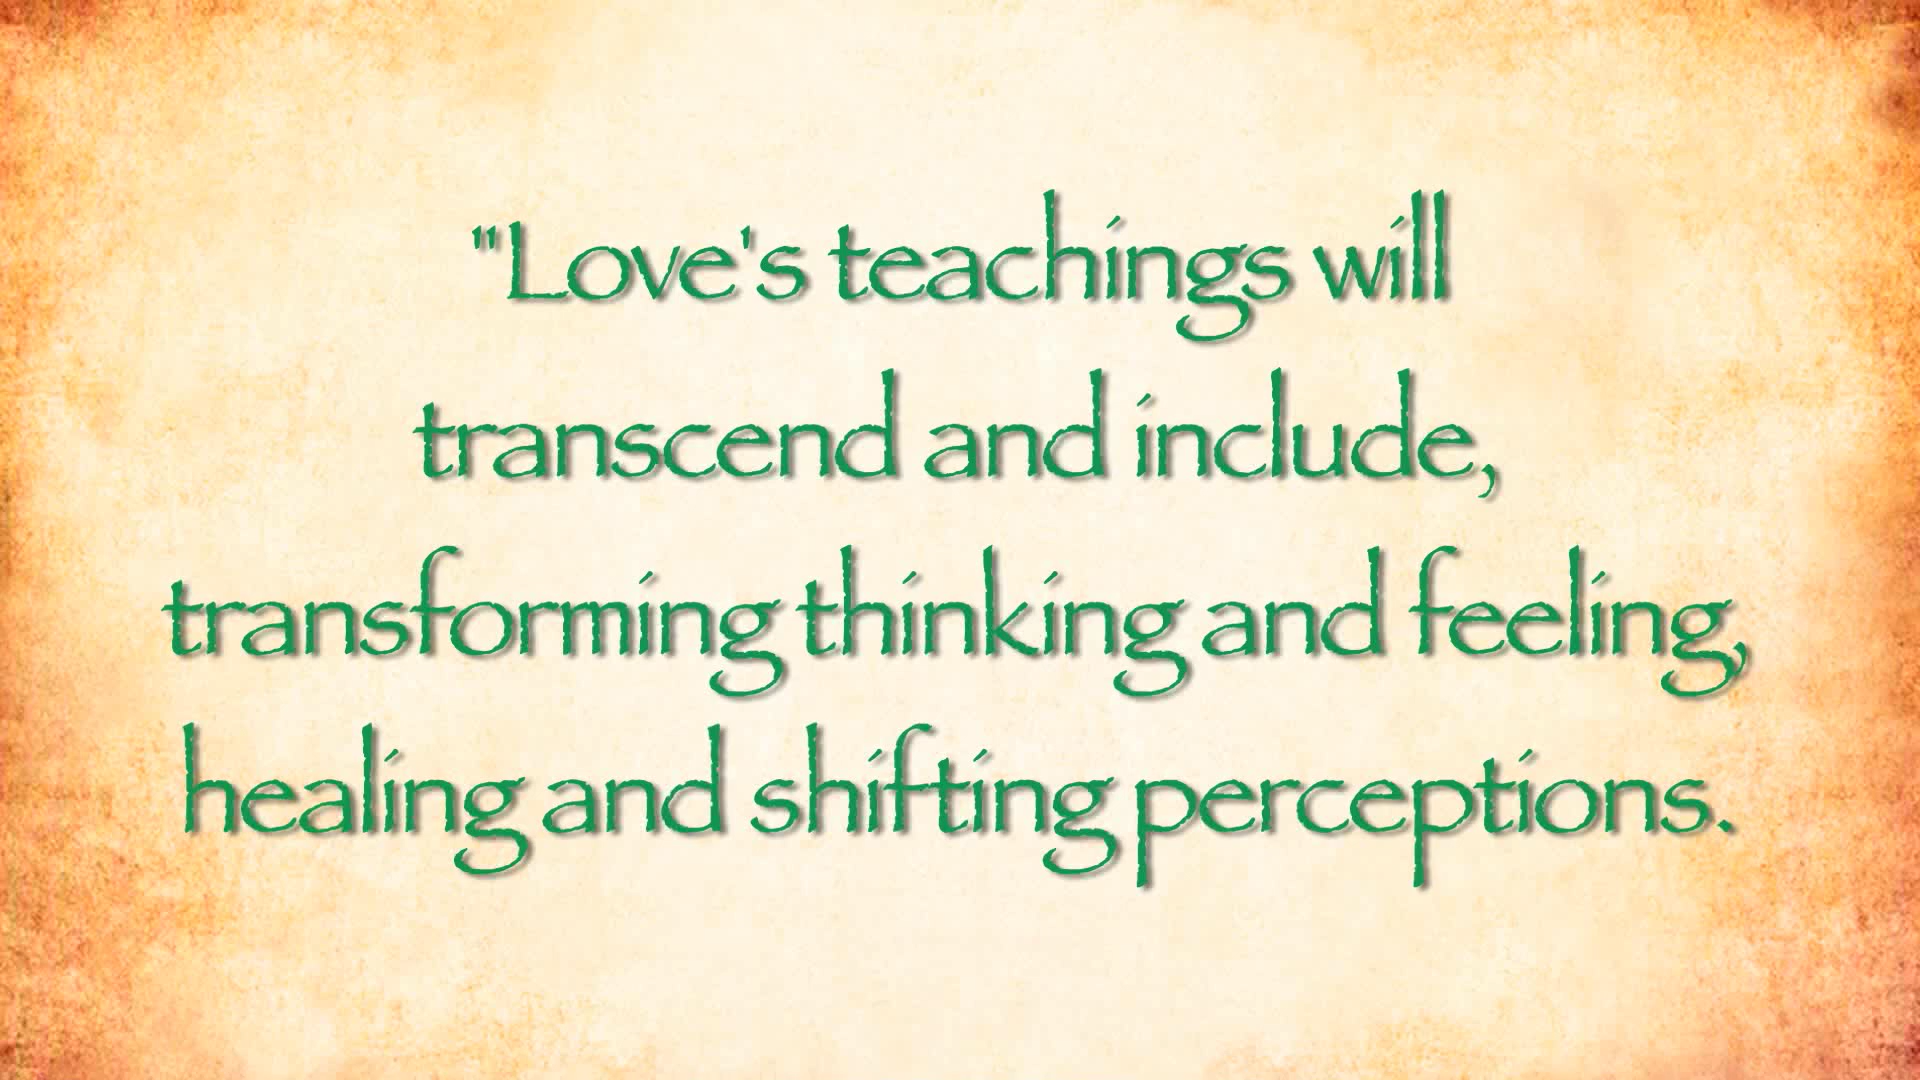 "Love's teachings will
transcend and include,
transforming thinking and feeling,
healing and shifting perceptions.